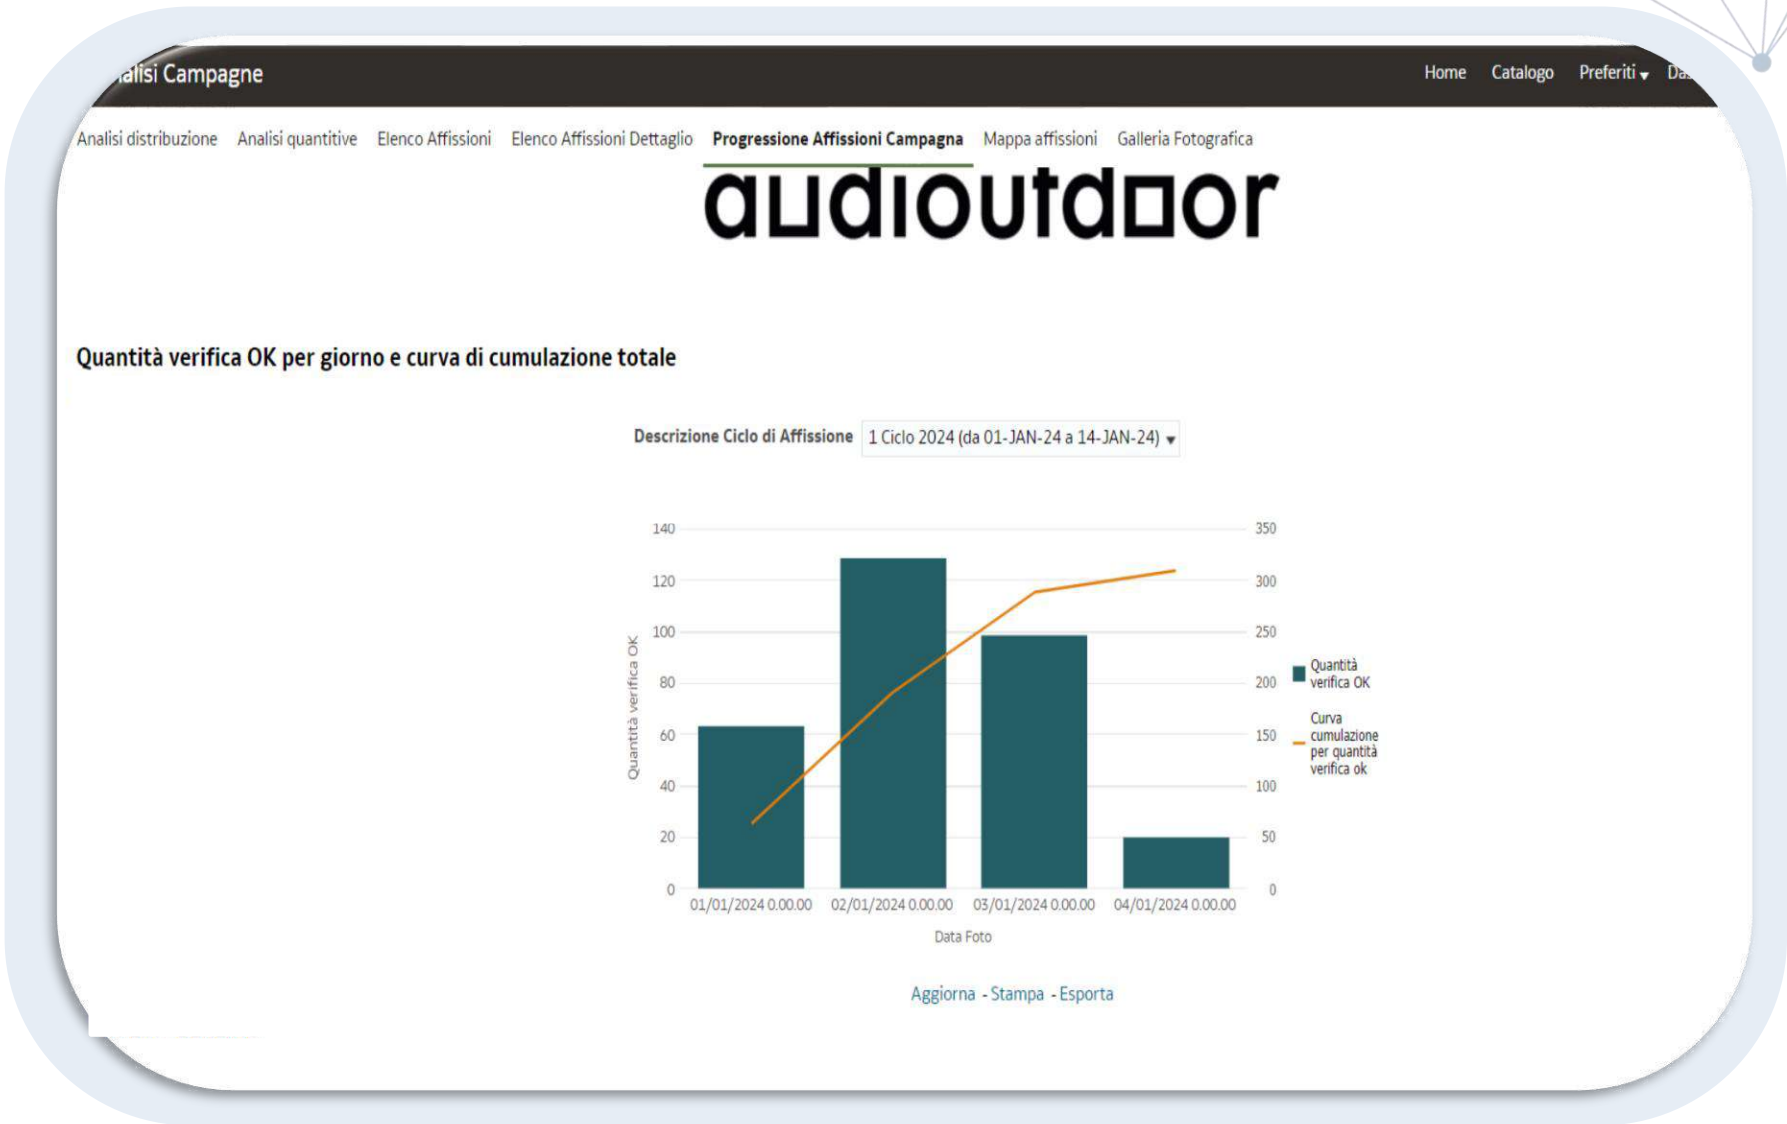 alisi Campagne
Home Catalogo Preferiti
Analisi distribuzione Analisi quantitive Elenco Affissioni Elenco Affissioni Dettaglio Progressione Affissioni Campagna Mappa affissioni Galleria Fotografica
audioutdoor
Quantità verifica OK per giorno e curva di cumulazione totale
Descrizione Ciclo di Affissione 1 Ciclo 2024 (da 01-JAN-24 a 14-JAN-24)
Quantità verifica OK
140
120
100
80
60
40
20
0
350
300
250
200
150
100
50
0
01/01/2024 0.00.00 02/01/2024 0.00.00 03/01/2024 0.00.00 04/01/2024 0.00.00
Data Foto
Quantità
verifica OK
Curva
cumulazione
per quantità
verifica ok
Aggiorna - Stampa - Esporta